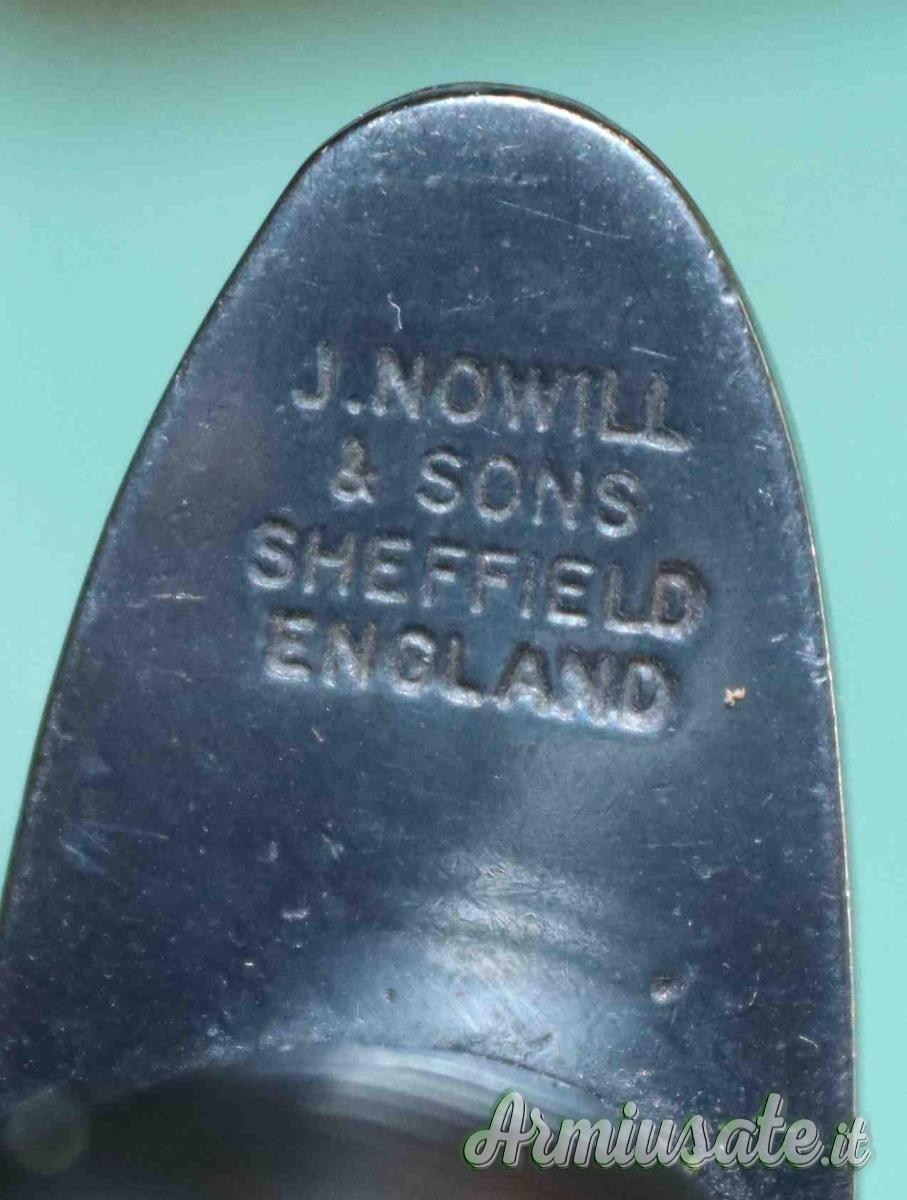 J.NOWILL
& SONS
SHEFFIELD
ENGLAND
Armiusate.it